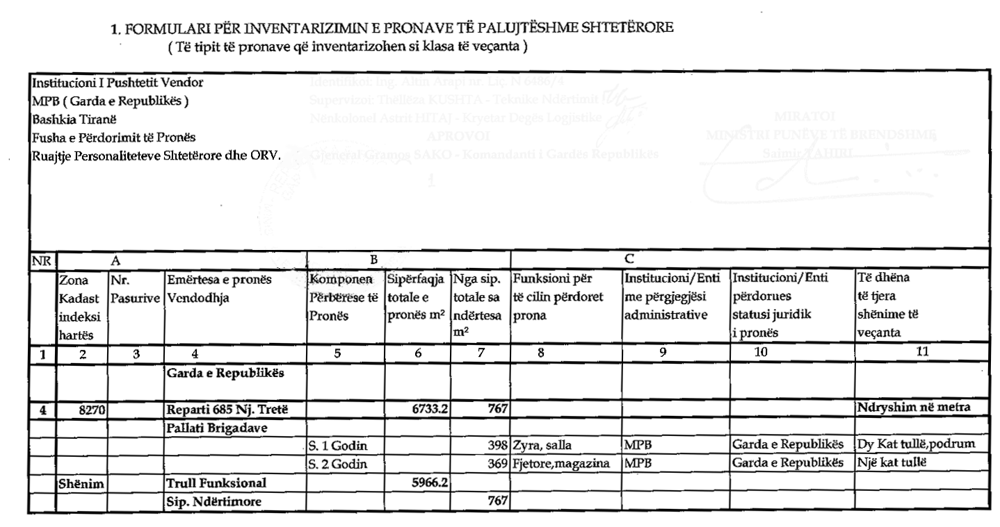 1. FORMULARI PËR INVENTARIZIMIN E PRONAVE TË PALUJTËSHME SHTETËRORE
( Të tipit të pronave që inventarizohen si klasa të veçanta )
Institucioni I Pushtetit Vendor
MPB ( Garda e Republikës )
Bashkia Tiranë
Fusha e Përdorimit të Pronës
Ruajtje Personaliteteve Shtetërore dhe ORV.
Identifikoi: Ing. Altin Arapi nr. Liç. N 6486/4
Supervizoi: Thëllëza KUSHTA - Teknike Ndërtimit
Nënkolonel Astrit HITAJ - Kryetar Degës Logjistike
APROVOI
Gjeneral Gramos SAKO - Komandanti i Gardës Republikës
1
MIRATOI
MINISTRI PUNËVE TË BRENDSHME
Saimir TAHIRI
NR A B C
Zona Nr. Emërtesa e pronës Komponen Sipërfaqja Nga sip. Funksioni për Institucioni/Enti Institucioni/Enti Të dhëna
Kadast Pasurive Vendodhja Përbërëse të totale e totale sa të cilin përdoret me përgjegjësi përdorues të tjera
indeksi Pronës pronës m² ndërtesa prona administrative statusi juridik shënime të
hartës m² i pronës veçanta
1 2 3 4 5 6 7 8 9 10 11
Garda e Republikës
4 8270 Reparti 685 Nj. Tretë 6733.2 767 Ndryshim në metra
Pallati Brigadave
S. 1 Godin 398 Zyra, salla MPB Garda e Republikës Dy Kat tullë,podrum
S. 2 Godin 369 Fjetore,magazina MPB Garda e Republikës Një kat tullë
Shënim Trull Funksional 5966.2
Sip. Ndërtimore 767